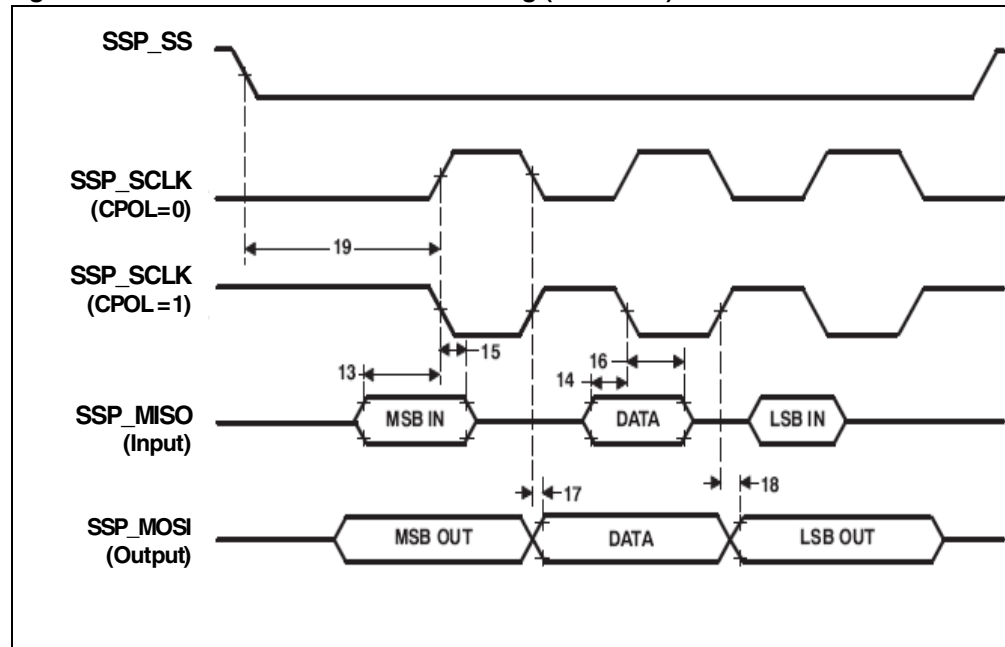 SSP_SS
SSP_SCLK
(CPOL=0)
19
SSP_SCLK
(CPOL=1)
15
13
16
14
SSP_MISO
(Input)
MSB IN
DATA
LSB IN
17
18
SSP_MOSI
(Output)
MSB OUT
DATA
LSB OUT